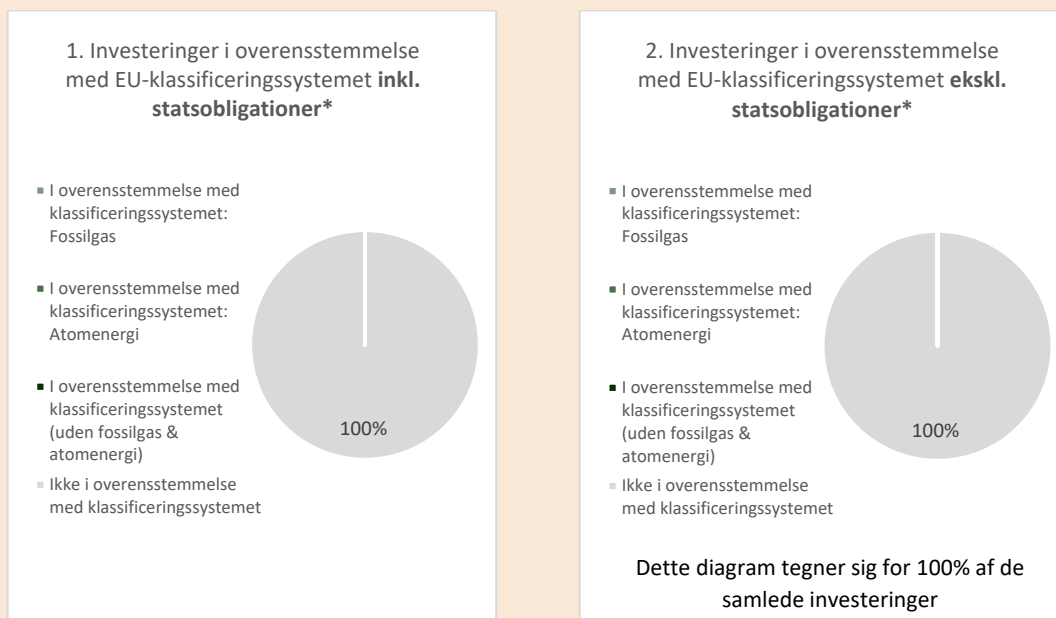 1. Investeringer i overensstemmelse
med EU-klassificeringssystemet inkl.
statsobligationer*
I overensstemmelse med
klassificeringssystemet:
Fossilgas
I overensstemmelse med
klassificeringssystemet:
Atomenergi
I overensstemmelse med
klassificeringssystemet
(uden fossilgas &
atomenergi)
Ikke i overensstemmelse
med klassificeringssystemet
100%
2. Investeringer i overensstemmelse
med EU-klassificeringssystemet ekskl.
statsobligationer*
I overensstemmelse med
klassificeringssystemet:
Fossilgas
I overensstemmelse med
klassificeringssystemet:
Atomenergi
I overensstemmelse med
klassificeringssystemet
(uden fossilgas &
atomenergi)
Ikke i overensstemmelse
med klassificeringssystemet
100%
Dette diagram tegner sig for 100% af de
samlede investeringer